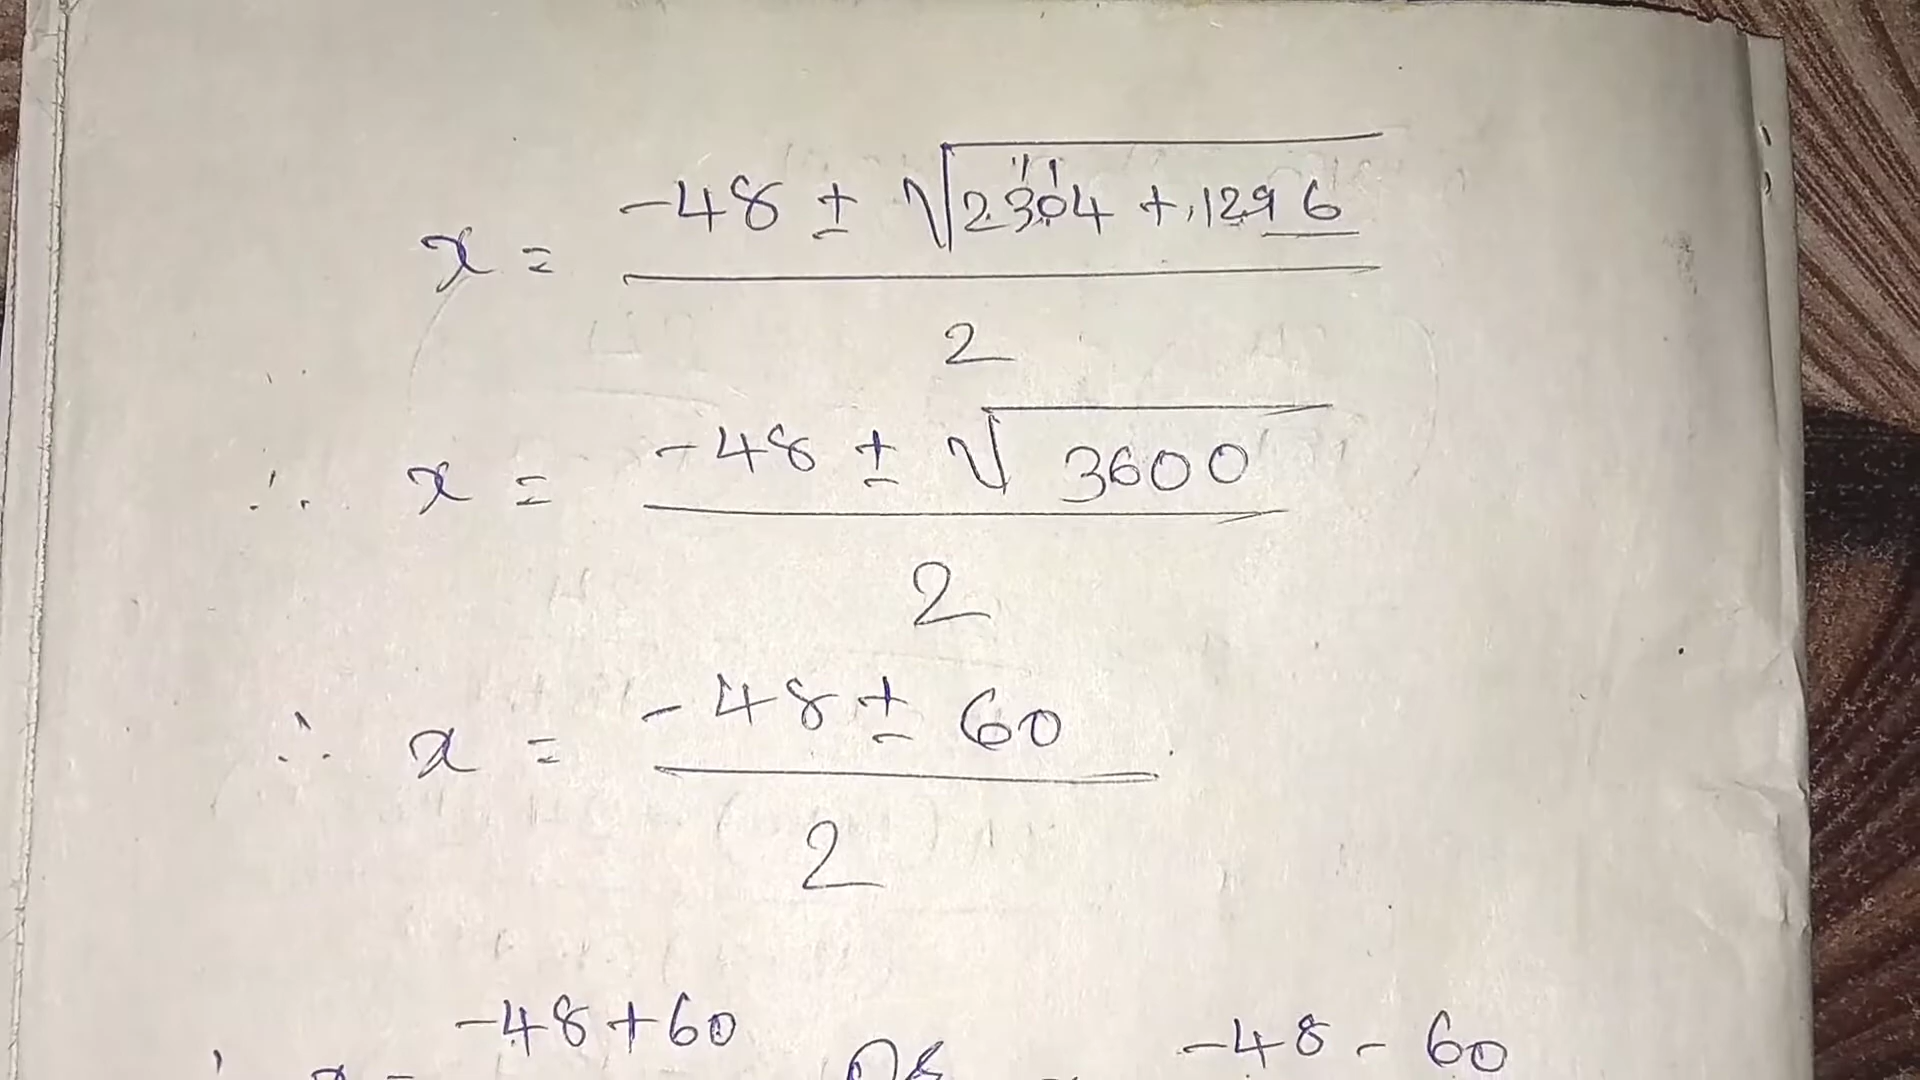 x = -48 ± √2304 + 1296 / 2
∴ x = -48 ± √3600 / 2
∴ x = -48 ± 60 / 2
-48+60 -48 - 60